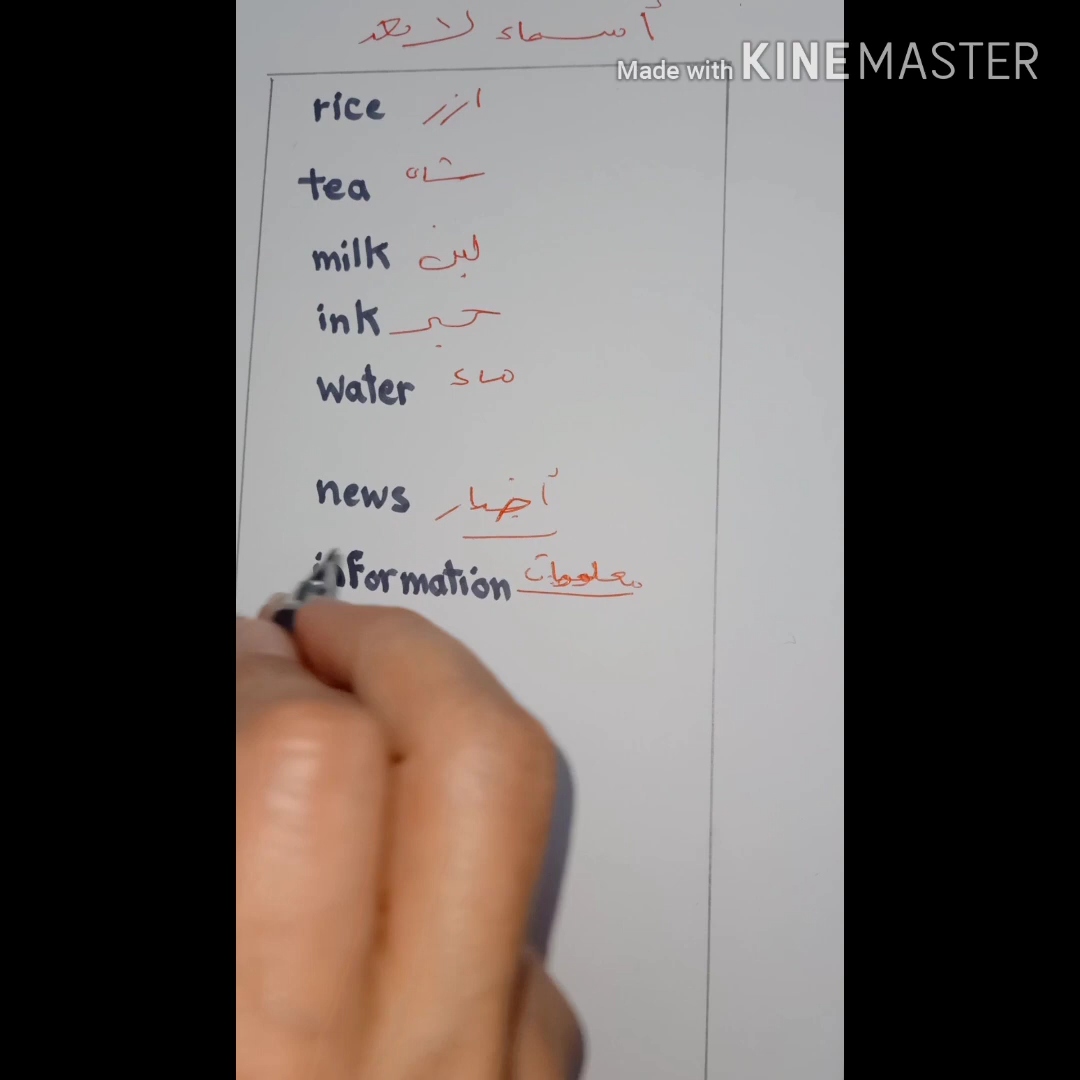 أسماء لا تعد
Made with KINEMASTER
rice ارز
tea شاى
milk لبن
ink حبر
water ماء
news أخبار
information معلومات